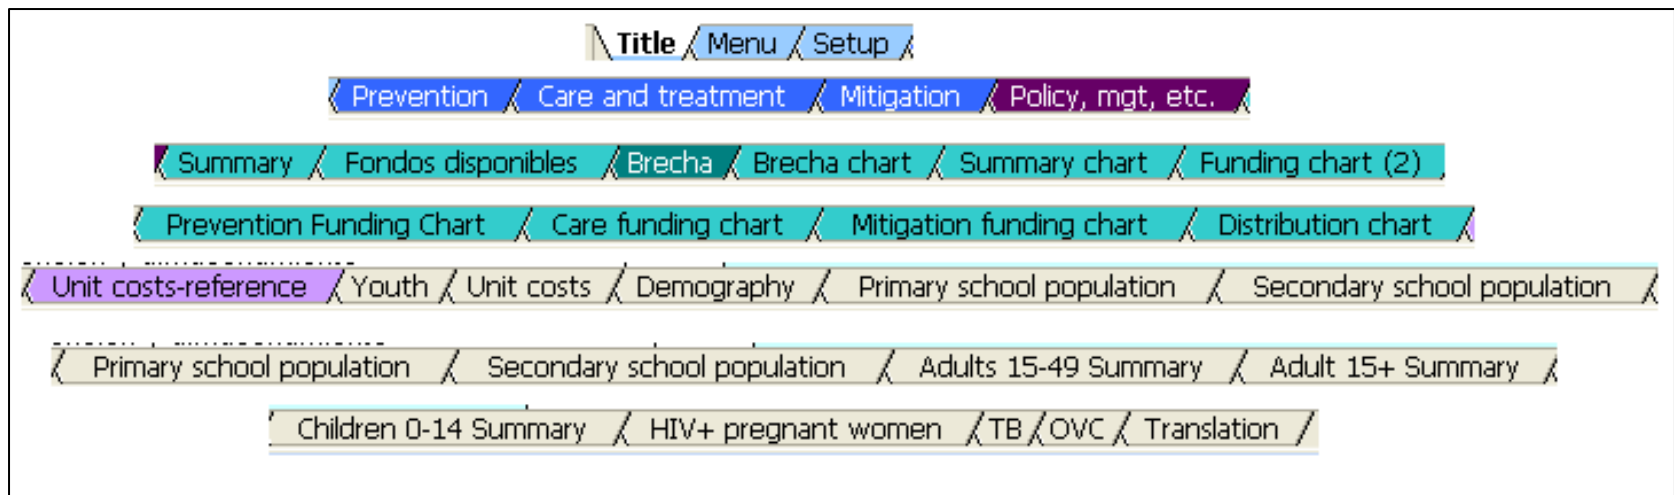 Title Menu Setup
Prevention Care and treatment Mitigation Policy, mgt, etc.
Summary Fondos disponibles Brecha Brecha chart Summary chart Funding chart (2)
Prevention Funding Chart Care funding chart Mitigation funding chart Distribution chart
Unit costs-reference Youth Unit costs Demography Primary school population Secondary school population
Primary school population Secondary school population Adults 15-49 Summary Adult 15+ Summary
Children 0-14 Summary HIV+ pregnant women TB OVC Translation